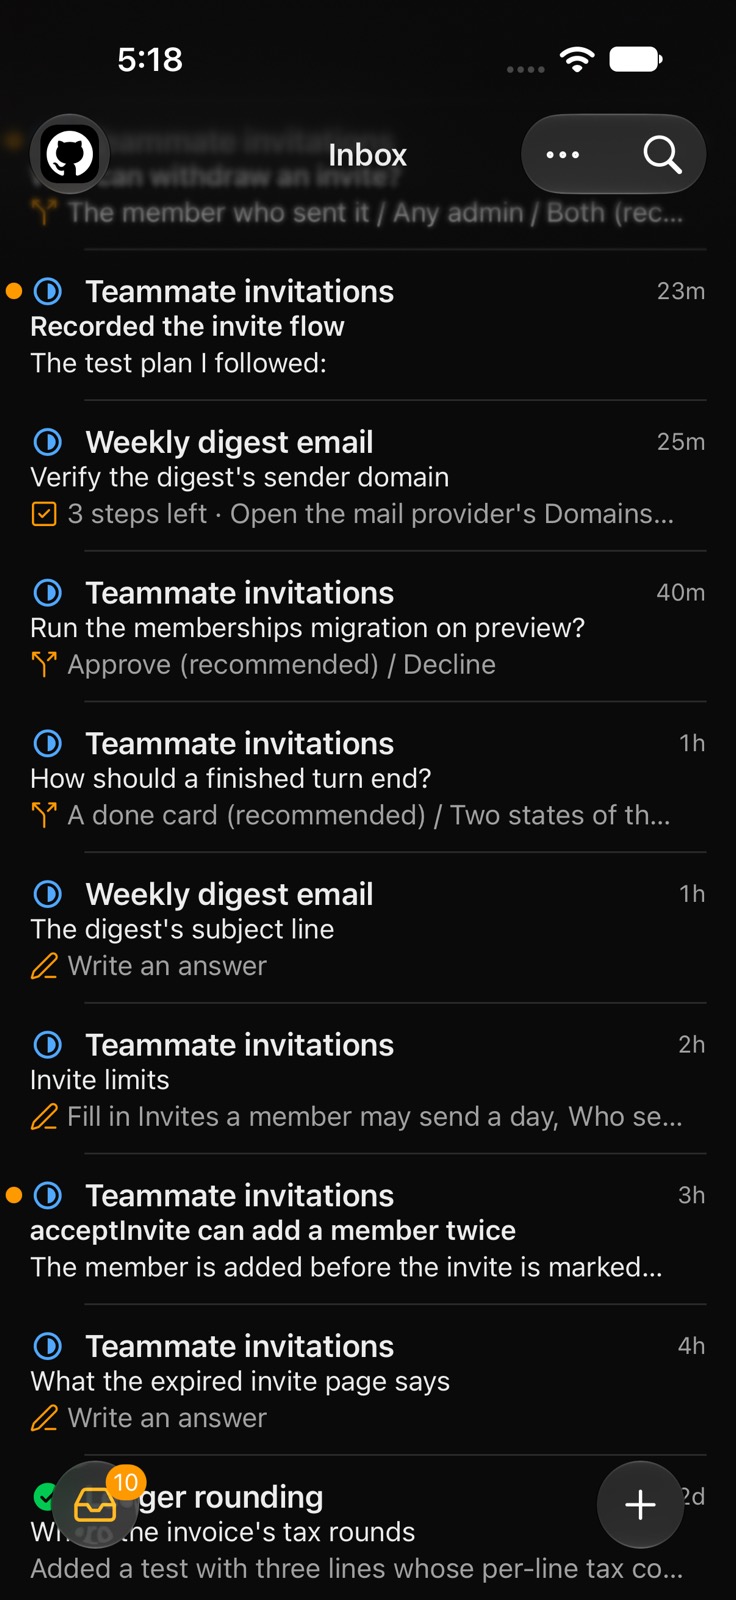 5:18
Inbox
can withdraw an invite?
The member who sent it / Any admin / Both (rec...
Teammate invitations
23m
Recorded the invite flow
The test plan I followed:
Weekly digest email
25m
Verify the digest's sender domain
3 steps left · Open the mail provider's Domains...
Teammate invitations
40m
Run the memberships migration on preview?
Approve (recommended) / Decline
Teammate invitations
1h
How should a finished turn end?
A done card (recommended) / Two states of th...
Weekly digest email
1h
The digest's subject line
Write an answer
Teammate invitations
2h
Invite limits
Fill in Invites a member may send a day, Who se...
Teammate invitations
3h
acceptInvite can add a member twice
The member is added before the invite is marked...
Teammate invitations
4h
What the expired invite page says
Write an answer
10
rounding
2d
the invoice's tax rounds
Added a test with three lines whose per-line tax co...